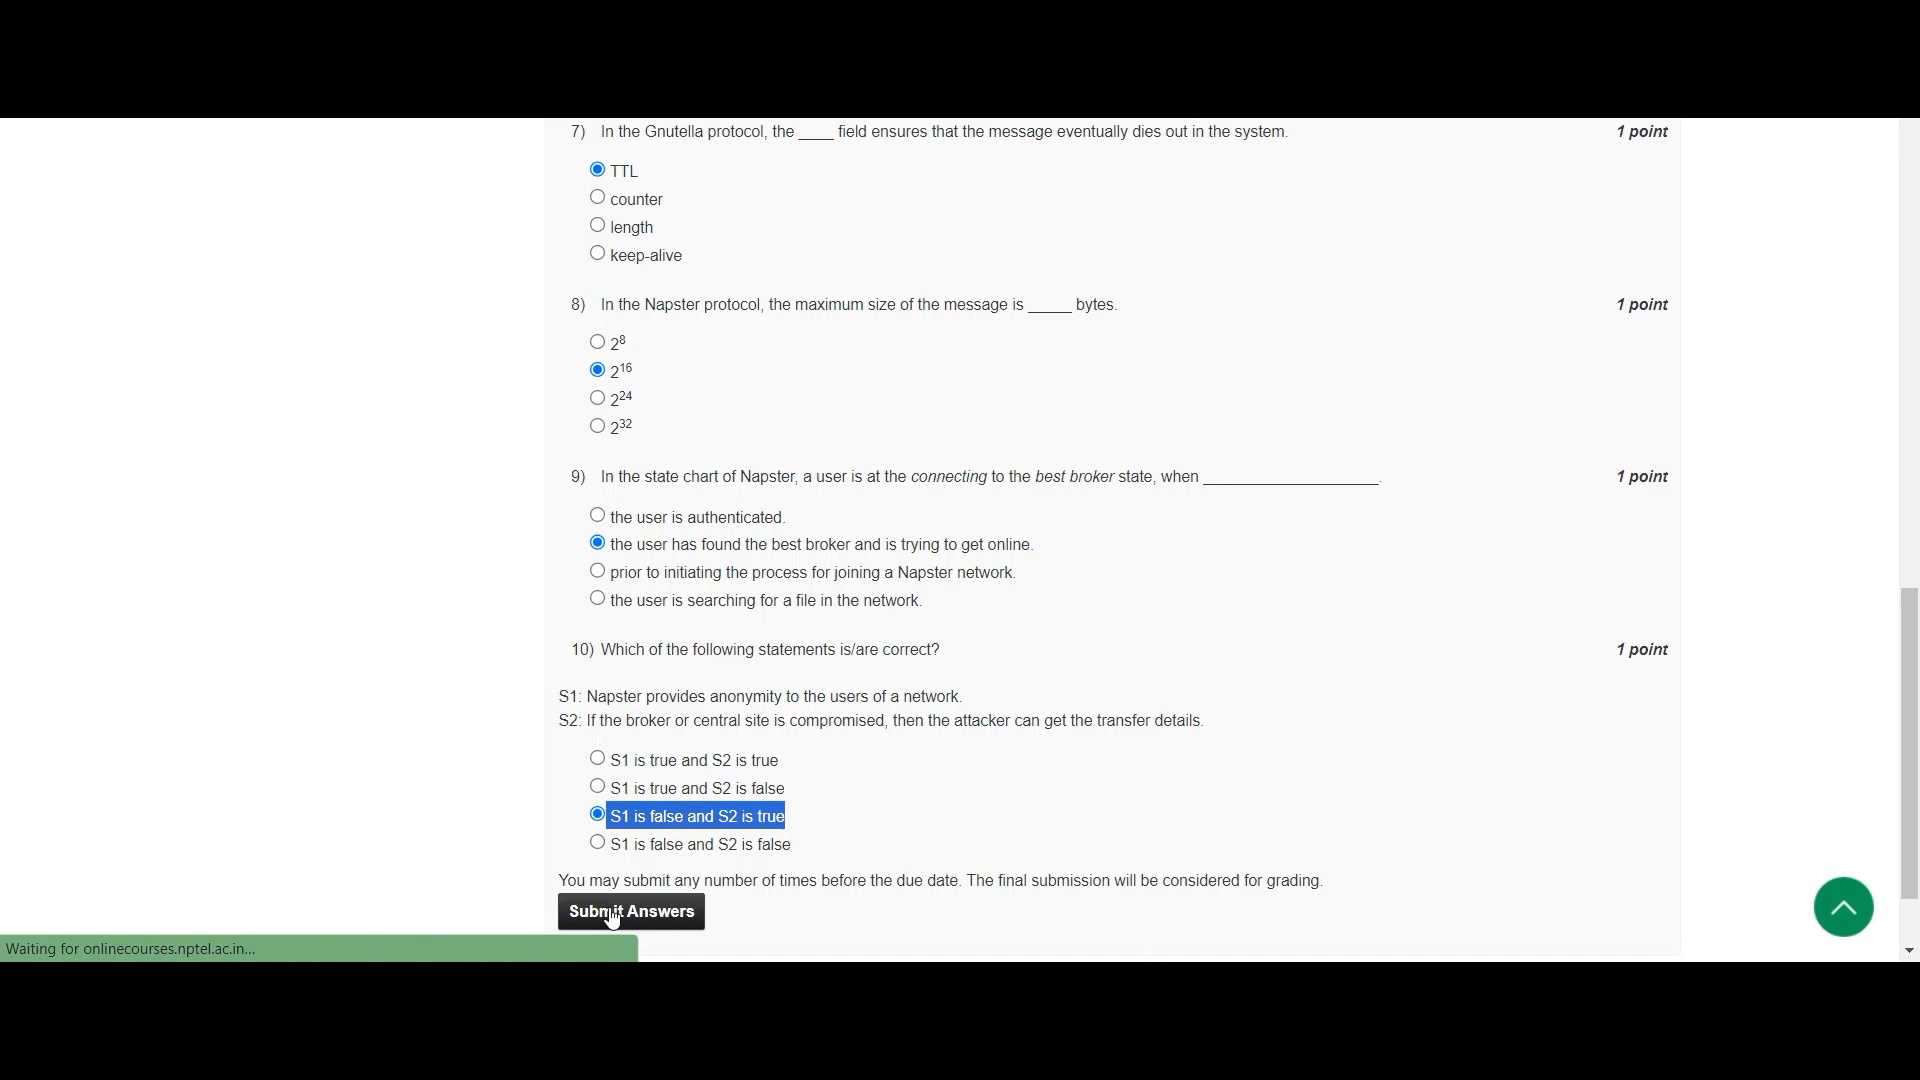 7) In the Gnutella protocol, the ____ field ensures that the message eventually dies out in the system. 1 point
TTL
counter
length
keep-alive
8) In the Napster protocol, the maximum size of the message is _____ bytes. 1 point
2⁸
2¹⁶
2²⁴
2³²
9) In the state chart of Napster, a user is at the connecting to the best broker state, when ____________________. 1 point
the user is authenticated.
the user has found the best broker and is trying to get online.
prior to initiating the process for joining a Napster network.
the user is searching for a file in the network.
10) Which of the following statements is/are correct? 1 point
S1: Napster provides anonymity to the users of a network.
S2: If the broker or central site is compromised, then the attacker can get the transfer details.
S1 is true and S2 is true
S1 is true and S2 is false
S1 is false and S2 is true
S1 is false and S2 is false
You may submit any number of times before the due date. The final submission will be considered for grading.
Submit Answers
Waiting for onlinecourses.nptel.ac.in...